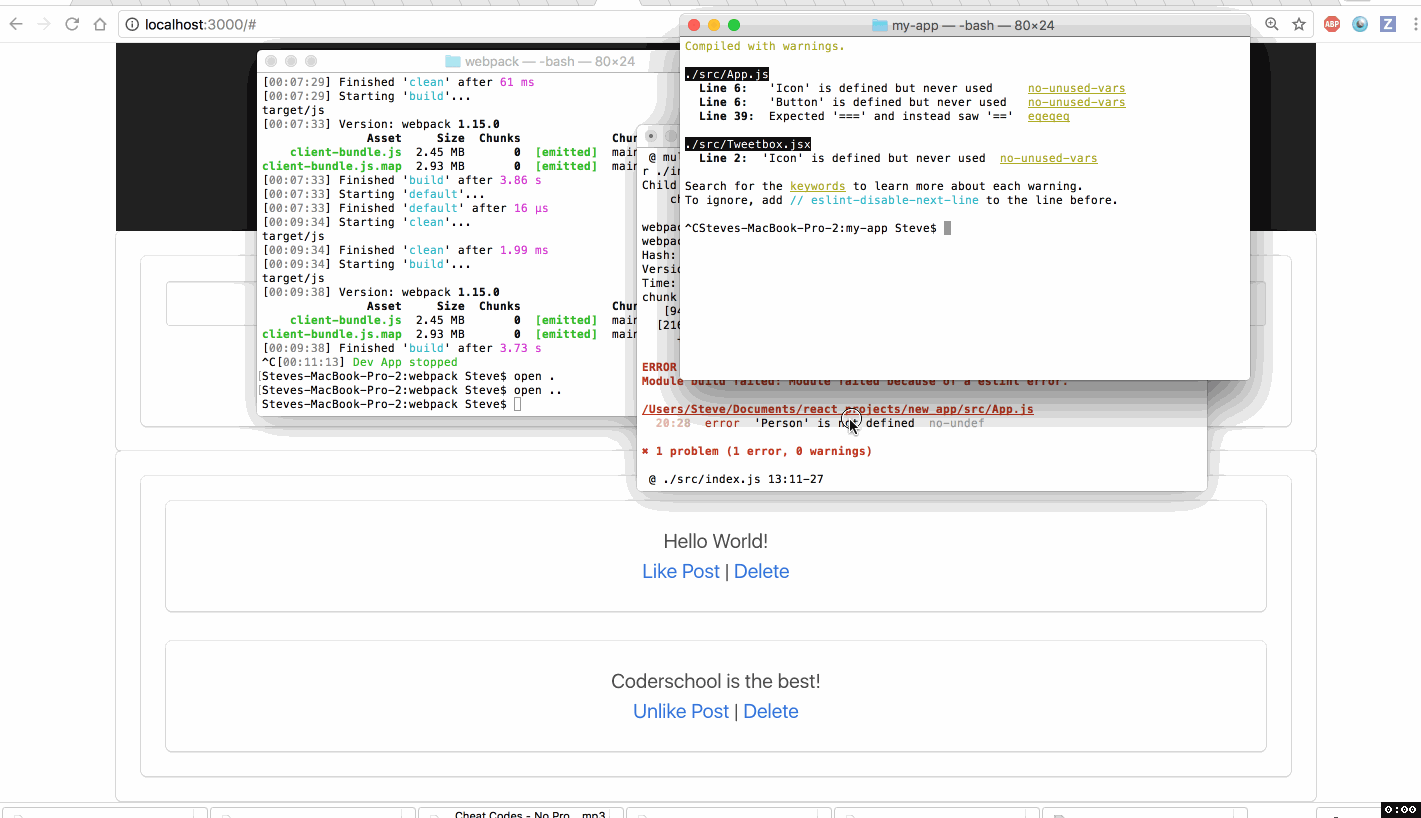 localhost:3000/#
ABP
Z
webpack — -bash — 80×24
[00:07:29] Finished 'clean' after 61 ms
[00:07:29] Starting 'build'...
target/js
[00:07:33] Version: webpack 1.15.0
Asset Size Chunks Chun
client-bundle.js 2.45 MB 0 [emitted] main
client-bundle.js.map 2.93 MB 0 [emitted] main
[00:07:33] Finished 'build' after 3.86 s
[00:07:33] Starting 'default'...
[00:07:33] Finished 'default' after 16 μs
[00:09:34] Starting 'clean'...
target/js
[00:09:34] Finished 'clean' after 1.99 ms
[00:09:34] Starting 'build'...
target/js
[00:09:38] Version: webpack 1.15.0
Asset Size Chunks Chun
client-bundle.js 2.45 MB 0 [emitted] main
client-bundle.js.map 2.93 MB 0 [emitted] main
[00:09:38] Finished 'build' after 3.73 s
^C[00:11:13] Dev App stopped
[Steves-MacBook-Pro-2:webpack Steve$ open .
[Steves-MacBook-Pro-2:webpack Steve$ open ..
Steves-MacBook-Pro-2:webpack Steve$
my-app — -bash — 80×24
Compiled with warnings.
./src/App.js
Line 6: 'Icon' is defined but never used no-unused-vars
Line 6: 'Button' is defined but never used no-unused-vars
Line 39: Expected '===' and instead saw '==' eqeqeq
./src/Tweetbox.jsx
Line 2: 'Icon' is defined but never used no-unused-vars
Search for the keywords to learn more about each warning.
To ignore, add // eslint-disable-next-line to the line before.
^CSteves-MacBook-Pro-2:my-app Steve$
@ mu
r ./in
Child
ch
webpac
webpac
Hash:
Versio
Time:
chunk
[94
[216
ERROR
Module build failed: Module failed because of a eslint error.
/Users/Steve/Documents/react_projects/new_app/src/App.js
20:28 error 'Person' is not defined no-undef
✖ 1 problem (1 error, 0 warnings)
@ ./src/index.js 13:11-27
Hello World!
Like Post | Delete
Coderschool is the best!
Unlike Post | Delete
Cheat Codes - No Pro....mp3
0:00